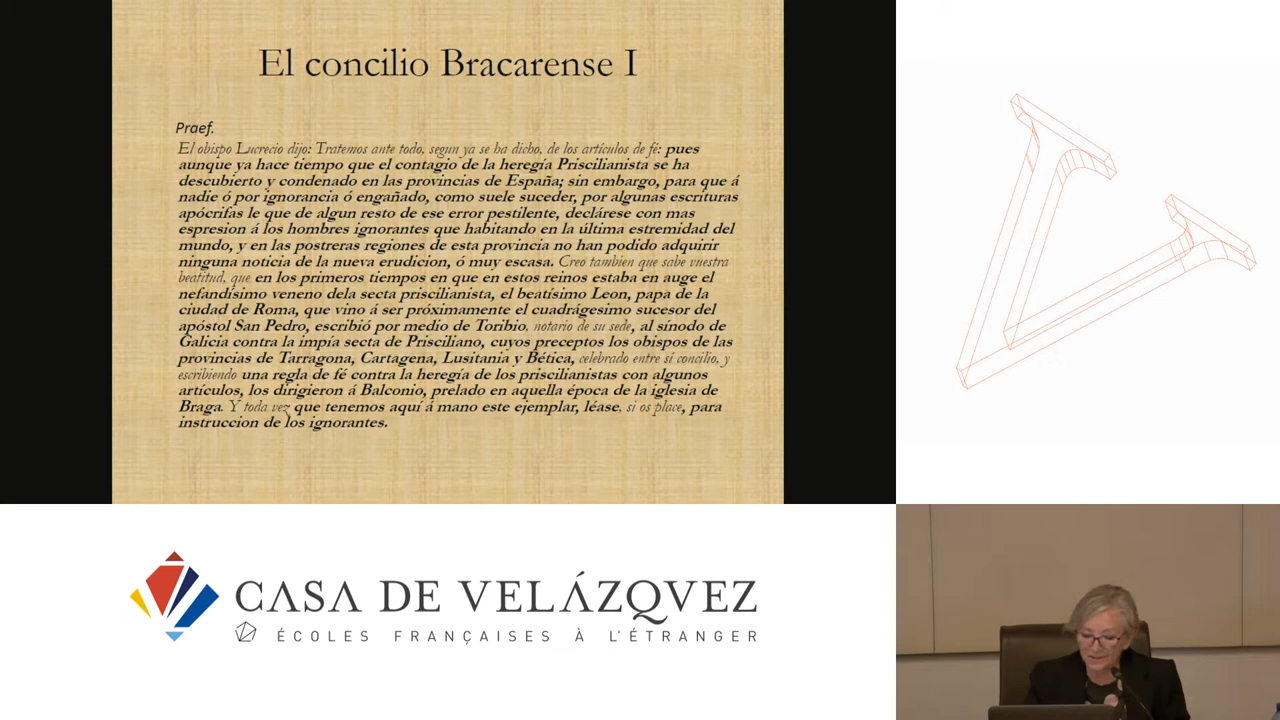 El concilio Bracarense I
Praef.
El obispo Lucrecio dijo: Tratemos ante todo, segun ya se ha dicho, de los artículos de fé: pues
aunque ya hace tiempo que el contagio de la heregía Priscilianista se ha
descubierto y condenado en las provincias de España; sin embargo, para que á
nadie ó por ignorancia ó engañado, como suele suceder, por algunas escrituras
apócrifas le que de algun resto de ese error pestilente, declárese con mas
espresion á los hombres ignorantes que habitando en la última estremidad del
mundo, y en las postreras regiones de esta provincia no han podido adquirir
ninguna noticia de la nueva erudicion, ó muy escasa. Creo tambien que sabe vuestra
beatitud, que en los primeros tiempos en que en estos reinos estaba en auge el
nefandísimo veneno dela secta priscilianista, el beatísimo Leon, papa de la
ciudad de Roma, que vino á ser próximamente el cuadrágesimo sucesor del
apóstol San Pedro, escribió por medio de Toribio, notario de su sede, al sínodo de
Galicia contra la impía secta de Prisciliano, cuyos preceptos los obispos de las
provincias de Tarragona, Cartagena, Lusitania y Bética, celebrado entre sí concilio, y
escribiendo una regla de fé contra la heregía de los priscilianistas con algunos
artículos, los dirigieron á Balconio, prelado en aquella época de la iglesia de
Braga. Y toda vez que tenemos aquí á mano este ejemplar, léase, si os place, para
instruccion de los ignorantes.
CASA DE VELÁZQVEZ
ÉCOLES FRANÇAISES À L'ÉTRANGER